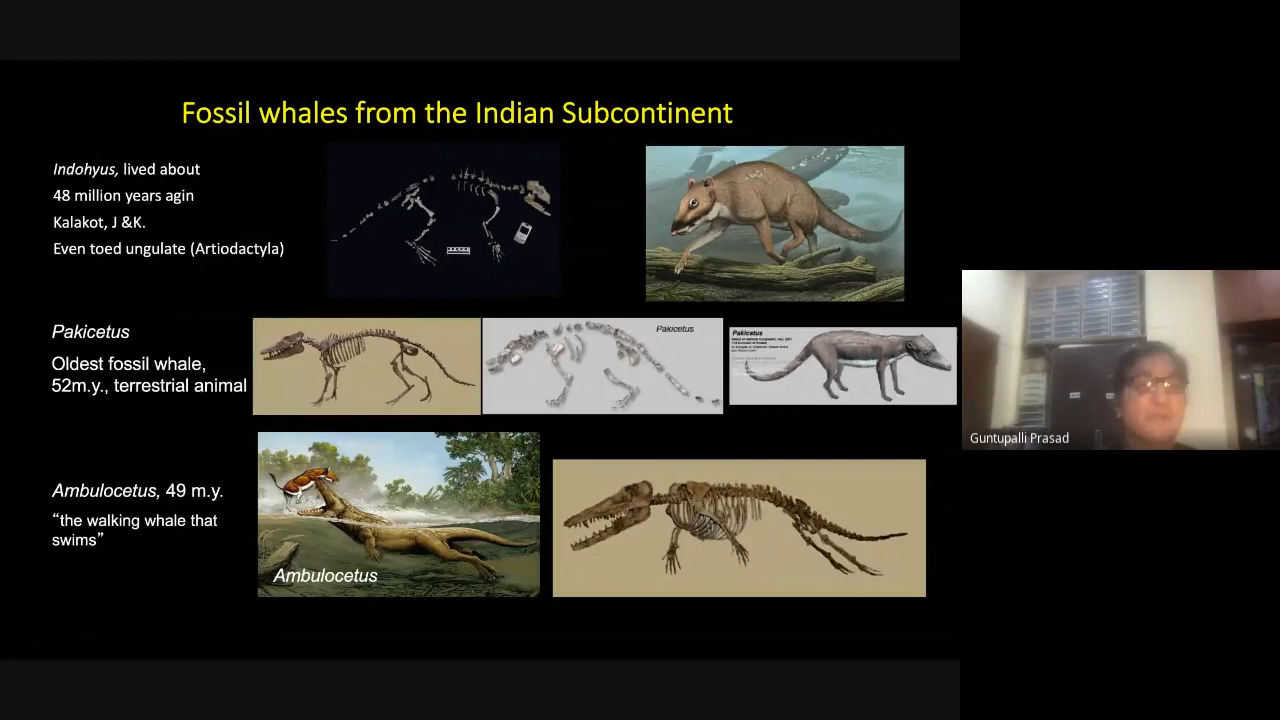 Fossil whales from the Indian Subcontinent
Indohyus, lived about
48 million years agin
Kalakot, J &K.
Even toed ungulate (Artiodactyla)
Pakicetus
Oldest fossil whale,
52m.y., terrestrial animal
Pakicetus
Pakicetus
Ambulocetus, 49 m.y.
“the walking whale that
swims”
Ambulocetus
Guntupalli Prasad